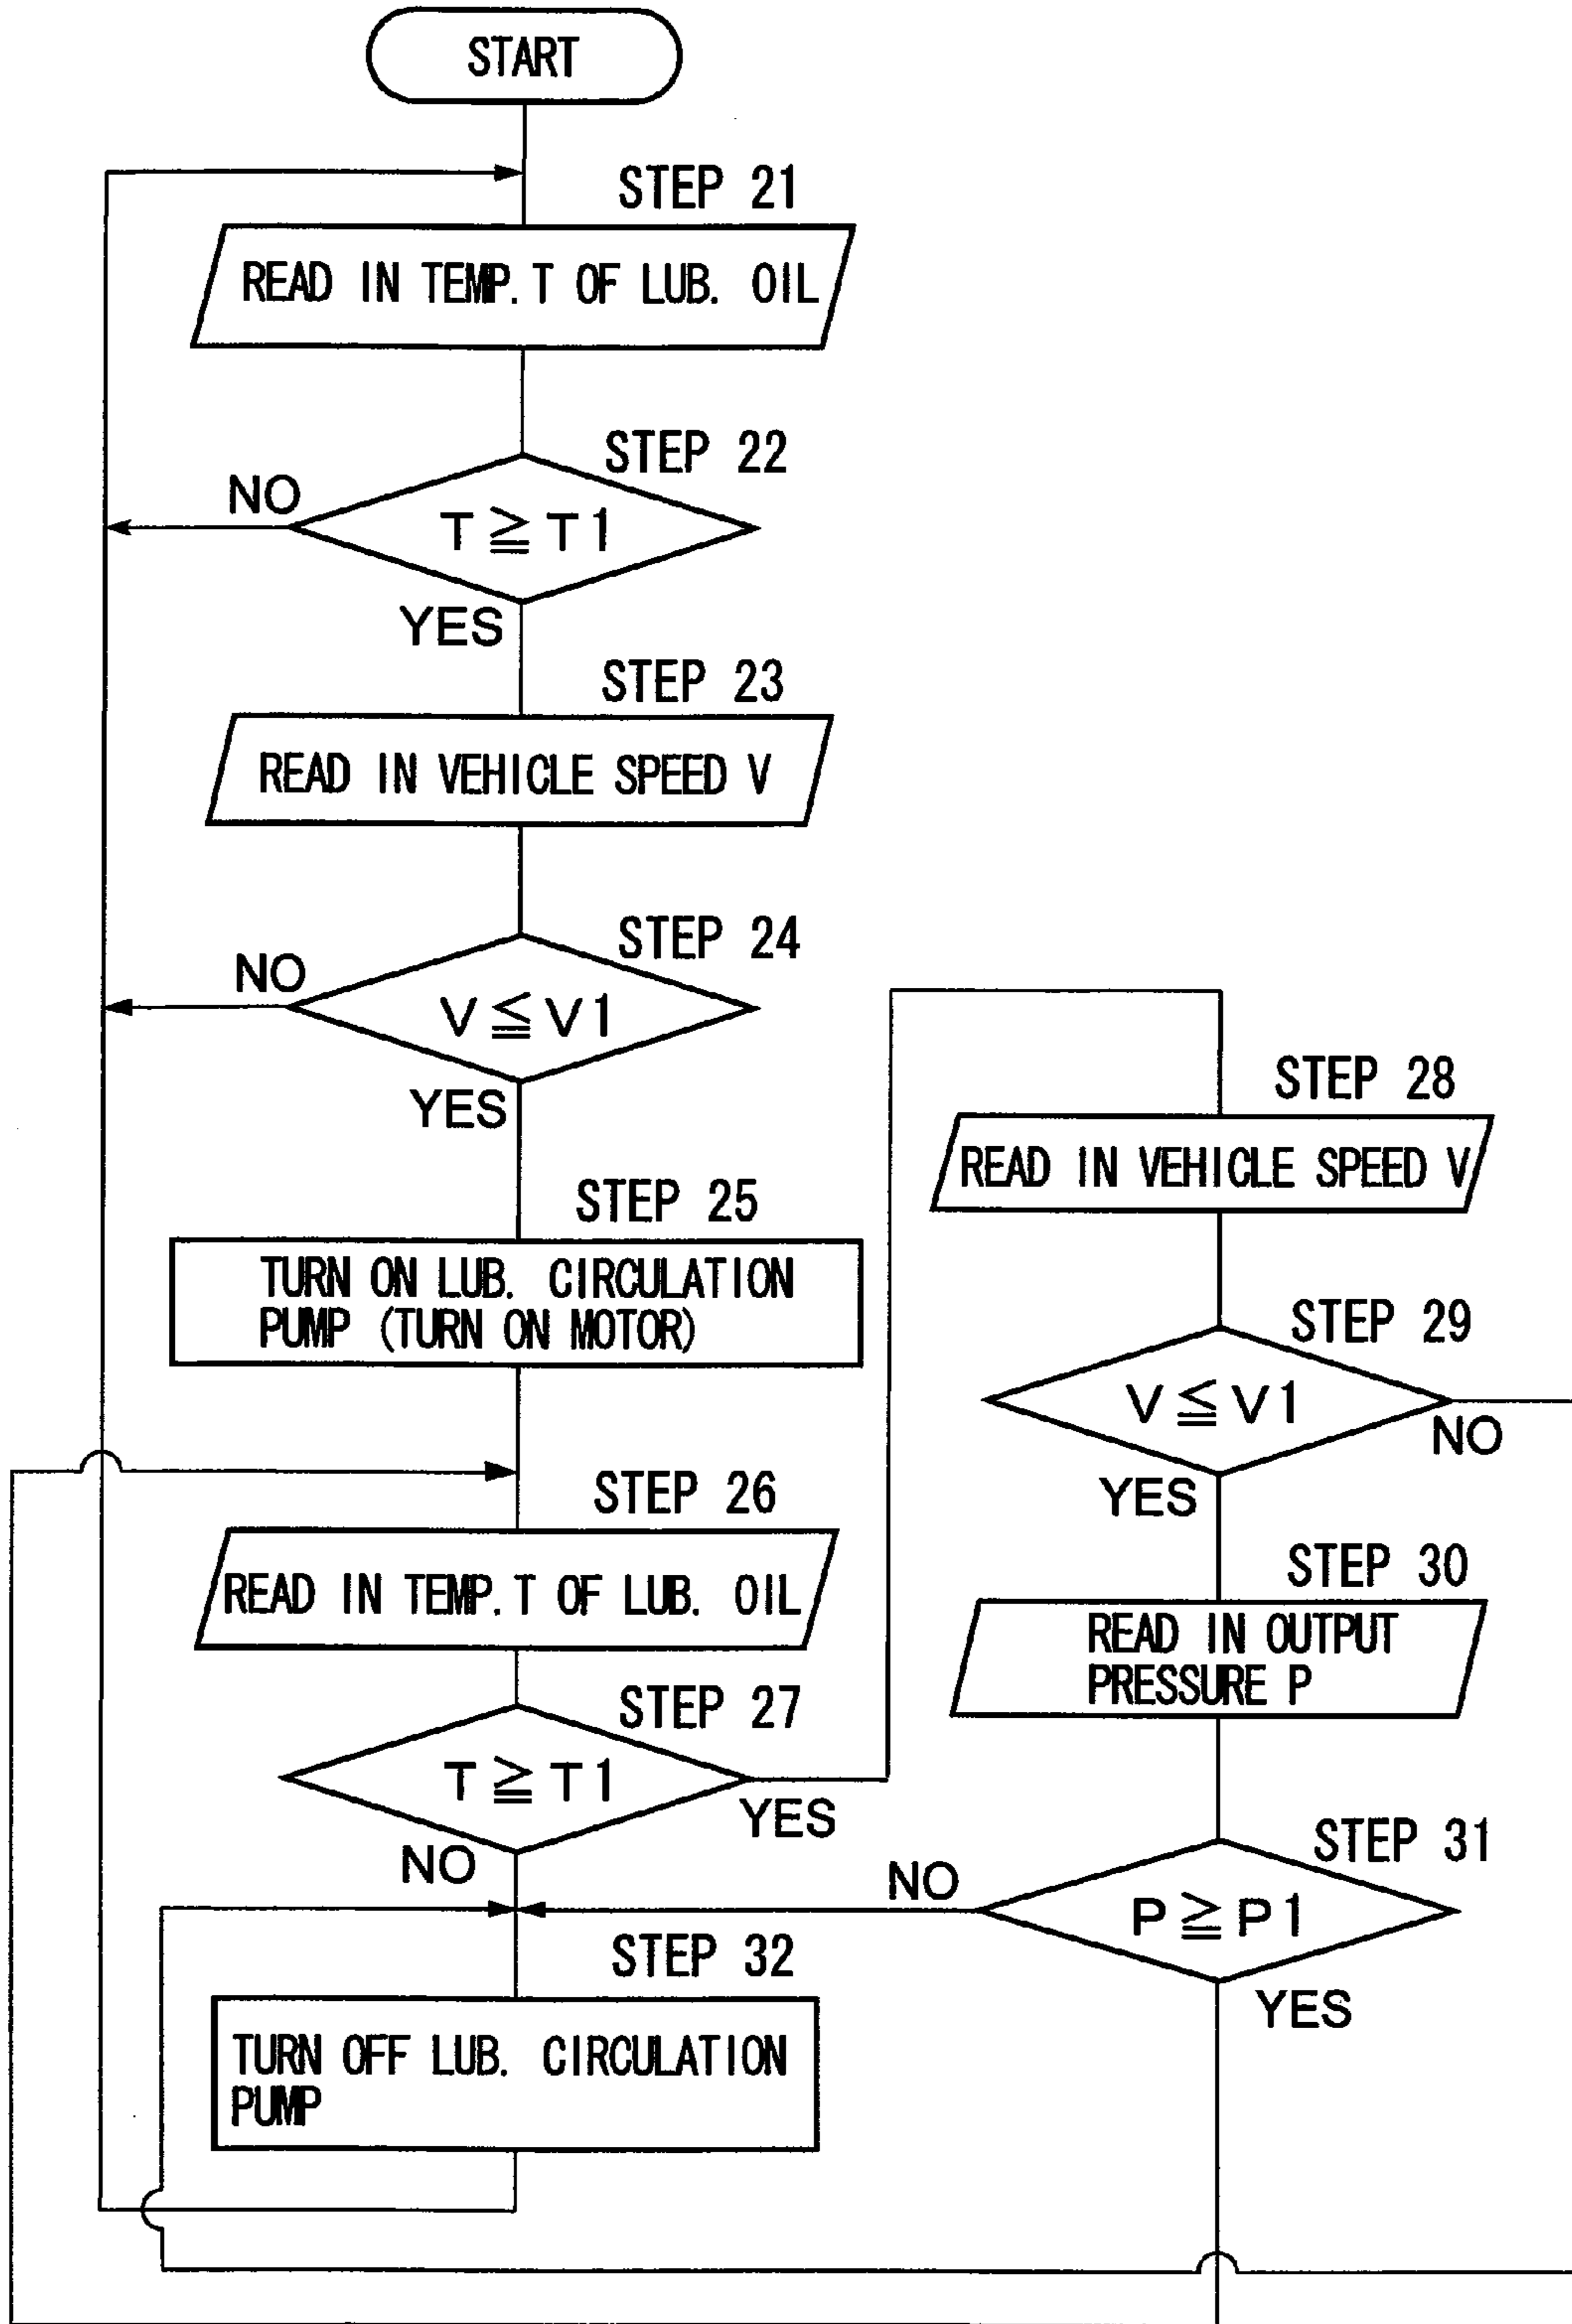 START
STEP 21
READ IN TEMP. T OF LUB. OIL
STEP 22
NO
T ≧ T1
YES
STEP 23
READ IN VEHICLE SPEED V
STEP 24
NO
V ≦ V1
YES
STEP 25
TURN ON LUB. CIRCULATION
PUMP (TURN ON MOTOR)
STEP 26
READ IN TEMP. T OF LUB. OIL
STEP 27
T ≧ T1
YES
NO
STEP 28
READ IN VEHICLE SPEED V
STEP 29
V ≦ V1
NO
YES
STEP 30
READ IN OUTPUT
PRESSURE P
STEP 31
NO
P ≧ P1
YES
STEP 32
TURN OFF LUB. CIRCULATION
PUMP